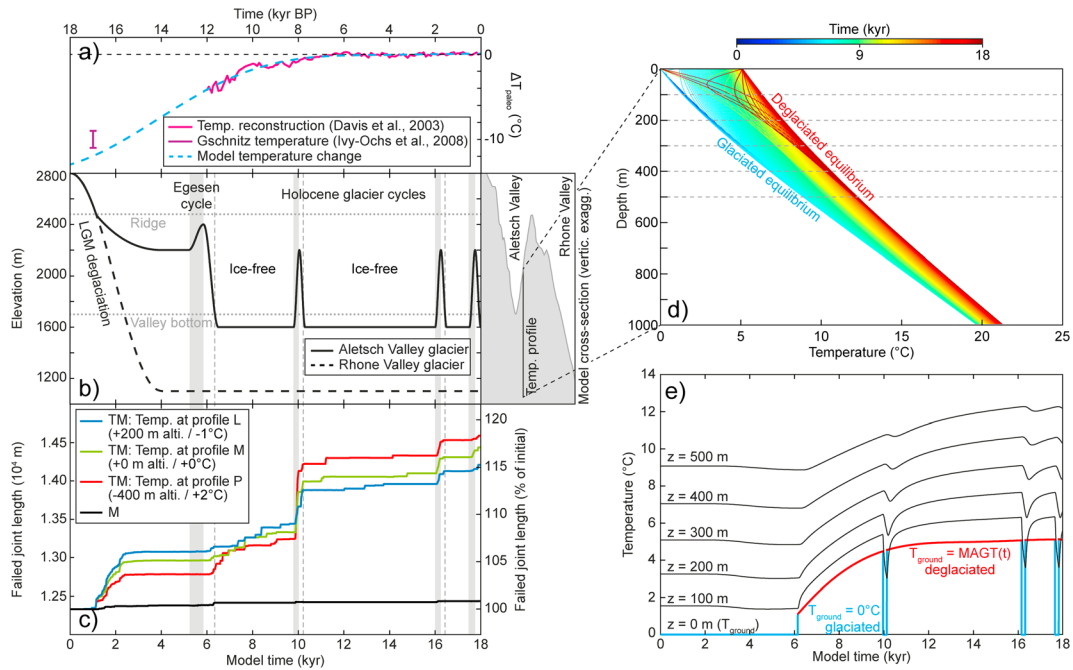 Time (kyr BP)
18 16 14 12 10 8 6 4 2 0
a)
0
-10
Δ T paleo (°C)
Temp. reconstruction (Davis et al., 2003)
Gschnitz temperature (Ivy-Ochs et al., 2008)
Model temperature change
2800
2400
2000
1600
1200
Elevation (m)
Egesen
cycle
Holocene glacier cycles
Ridge
LGM deglaciation
Ice-free
Ice-free
Valley bottom
Aletsch Valley glacier
Rhone Valley glacier
b)
Aletsch Valley
Rhone Valley
Temp. profile
Model cross-section (vertic. exagg.)
TM: Temp. at profile L
(+200 m alti. / -1°C)
TM: Temp. at profile M
(+0 m alti. / +0°C)
TM: Temp. at profile P
(-400 m alti. / +2°C)
M
1.45
1.40
1.35
1.30
1.25
Failed joint length (10⁴ m)
120
115
110
105
100
Failed joint length (% of initial)
c)
0 2 4 6 8 10 12 14 16 18
Model time (kyr)
Time (kyr)
0 9 18
0
200
400
600
800
1000
Depth (m)
Deglaciated equilibrium
Glaciated equilibrium
d)
0 5 10 15 20 25
Temperature (°C)
e)
14
12
10
8
6
4
2
0
Temperature (°C)
z = 500 m
z = 400 m
z = 300 m
z = 200 m
z = 100 m
z = 0 m (Tground)
Tground = MAGT(t)
deglaciated
Tground = 0°C
glaciated
0 2 4 6 8 10 12 14 16 18
Model time (kyr)